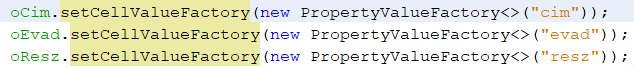 oCim.setCellValueFactory(new PropertyValueFactory<>("cim"));
oEvad.setCellValueFactory(new PropertyValueFactory<>("evad"));
oResz.setCellValueFactory(new PropertyValueFactory<>("resz"));